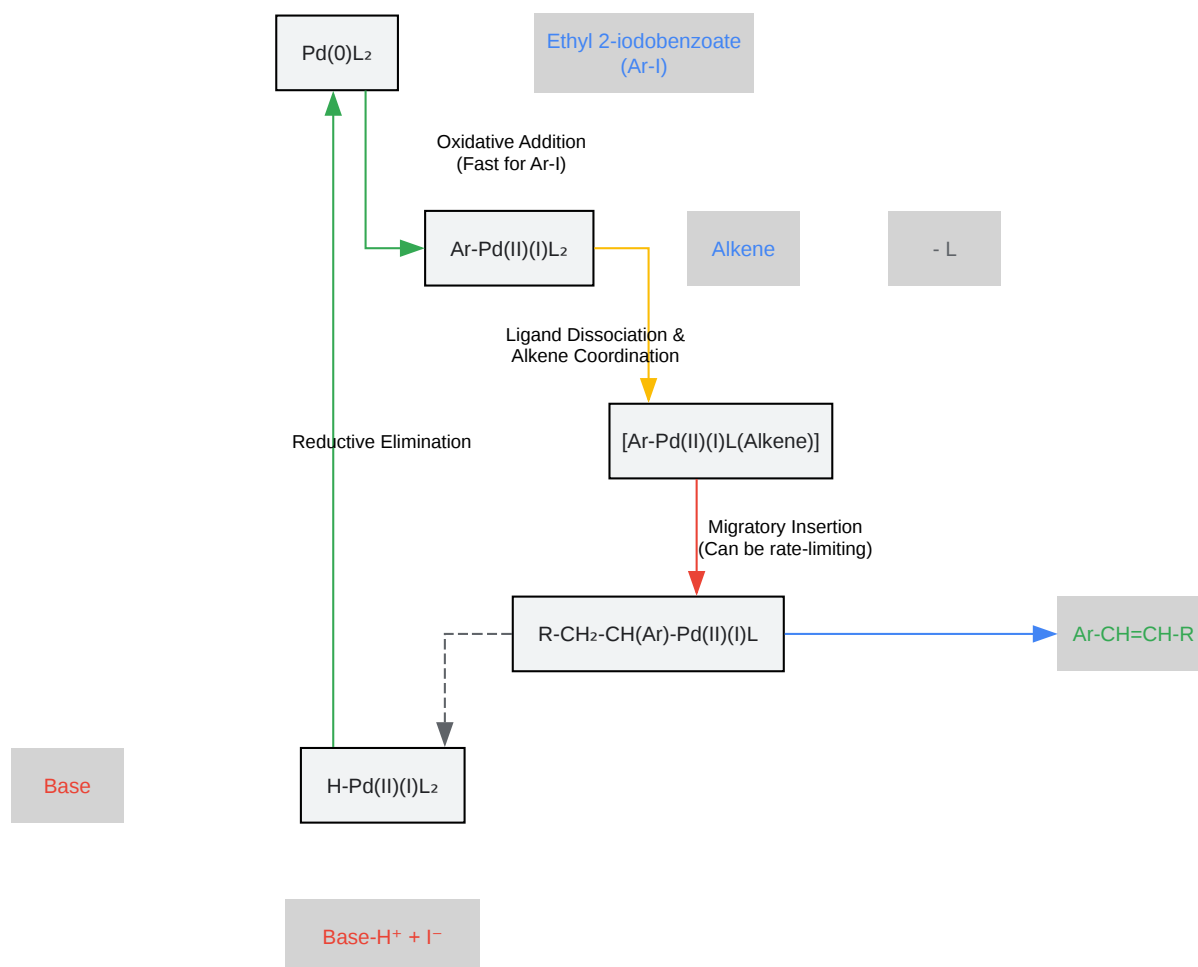 Pd(0)L₂
Ethyl 2-iodobenzoate
(Ar-I)
Oxidative Addition
(Fast for Ar-I)
Ar-Pd(II)(I)L₂
Alkene
- L
Ligand Dissociation &
Alkene Coordination
[Ar-Pd(II)(I)L(Alkene)]
Reductive Elimination
Migratory Insertion
(Can be rate-limiting)
R-CH₂-CH(Ar)-Pd(II)(I)L
Ar-CH=CH-R
Base
H-Pd(II)(I)L₂
Base-H⁺ + I⁻